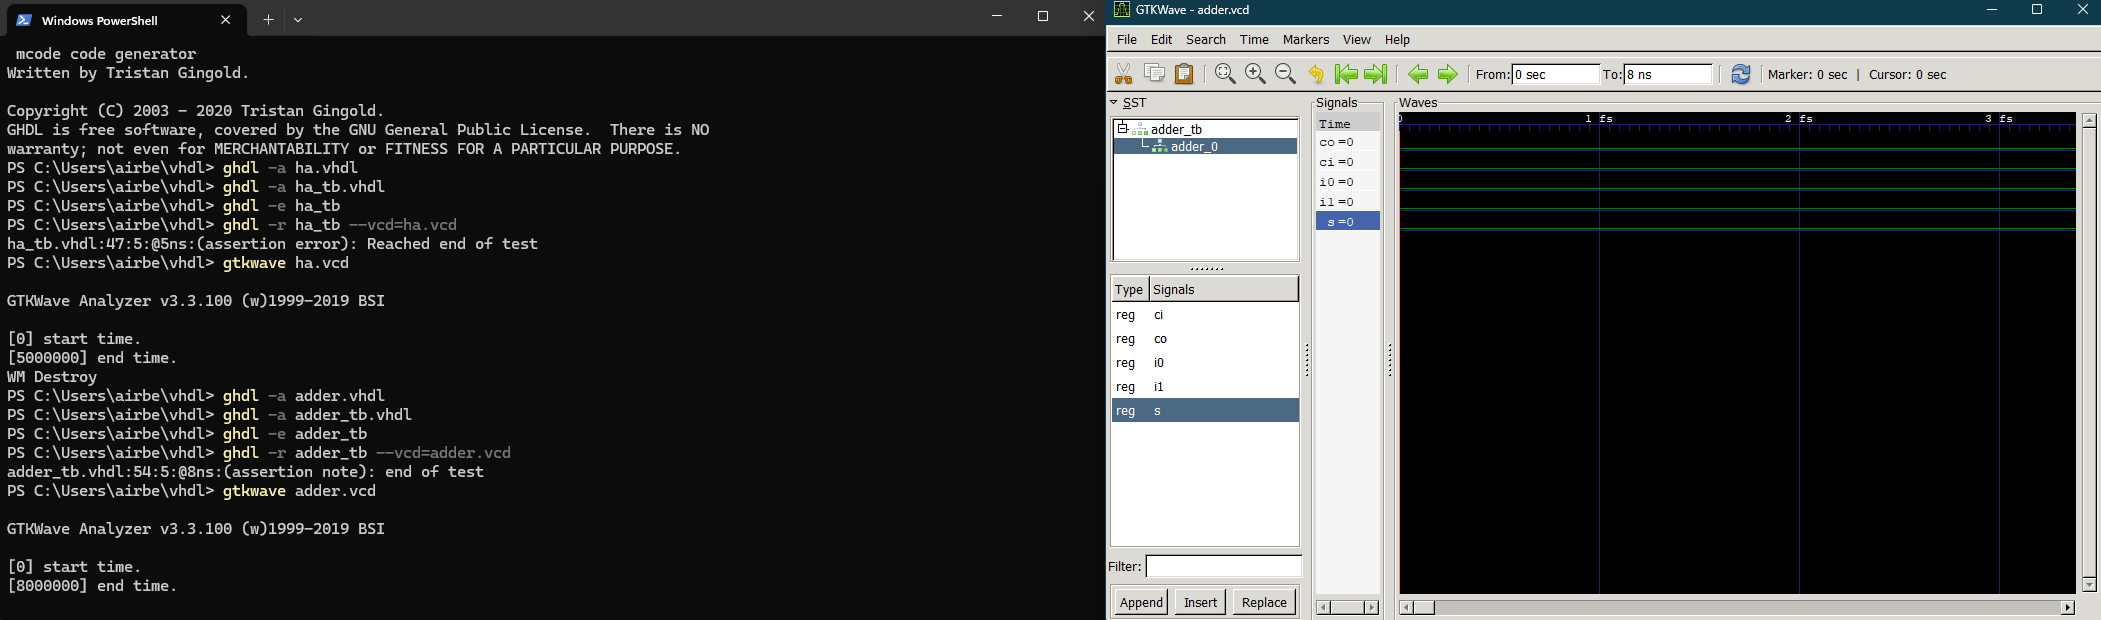 Windows PowerShell
mcode code generator
Written by Tristan Gingold.
Copyright (C) 2003 - 2020 Tristan Gingold.
GHDL is free software, covered by the GNU General Public License.  There is NO
warranty; not even for MERCHANTABILITY or FITNESS FOR A PARTICULAR PURPOSE.
PS C:\Users\airbe\vhdl> ghdl -a ha.vhdl
PS C:\Users\airbe\vhdl> ghdl -a ha_tb.vhdl
PS C:\Users\airbe\vhdl> ghdl -e ha_tb
PS C:\Users\airbe\vhdl> ghdl -r ha_tb --vcd=ha.vcd
ha_tb.vhdl:47:5:@5ns:(assertion error): Reached end of test
PS C:\Users\airbe\vhdl> gtkwave ha.vcd
GTKWave Analyzer v3.3.100 (w)1999-2019 BSI
[0] start time.
[5000000] end time.
WM Destroy
PS C:\Users\airbe\vhdl> ghdl -a adder.vhdl
PS C:\Users\airbe\vhdl> ghdl -a adder_tb.vhdl
PS C:\Users\airbe\vhdl> ghdl -e adder_tb
PS C:\Users\airbe\vhdl> ghdl -r adder_tb --vcd=adder.vcd
adder_tb.vhdl:54:5:@8ns:(assertion note): end of test
PS C:\Users\airbe\vhdl> gtkwave adder.vcd
GTKWave Analyzer v3.3.100 (w)1999-2019 BSI
[0] start time.
[8000000] end time.
GTKWave - adder.vcd
File Edit Search Time Markers View Help
From: 0 sec To: 8 ns Marker: 0 sec | Cursor: 0 sec
SST
adder_tb
adder_0
Type Signals
reg ci
reg co
reg i0
reg i1
reg s
Filter:
Append Insert Replace
Signals
Time
co=0
ci=0
i0=0
i1=0
s=0
Waves
0 1 fs 2 fs 3 fs